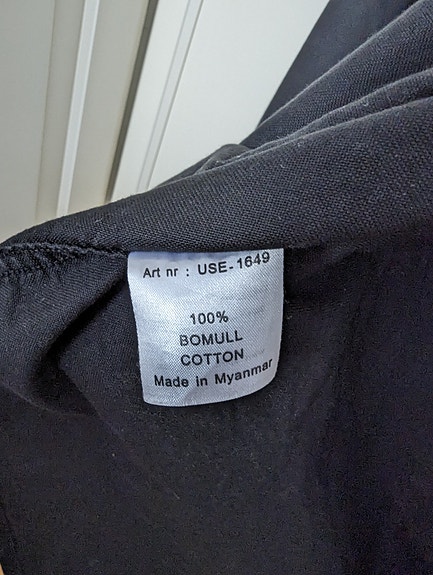 Art nr : USE-1649
100%
BOMULL
COTTON
Made in Myanmar